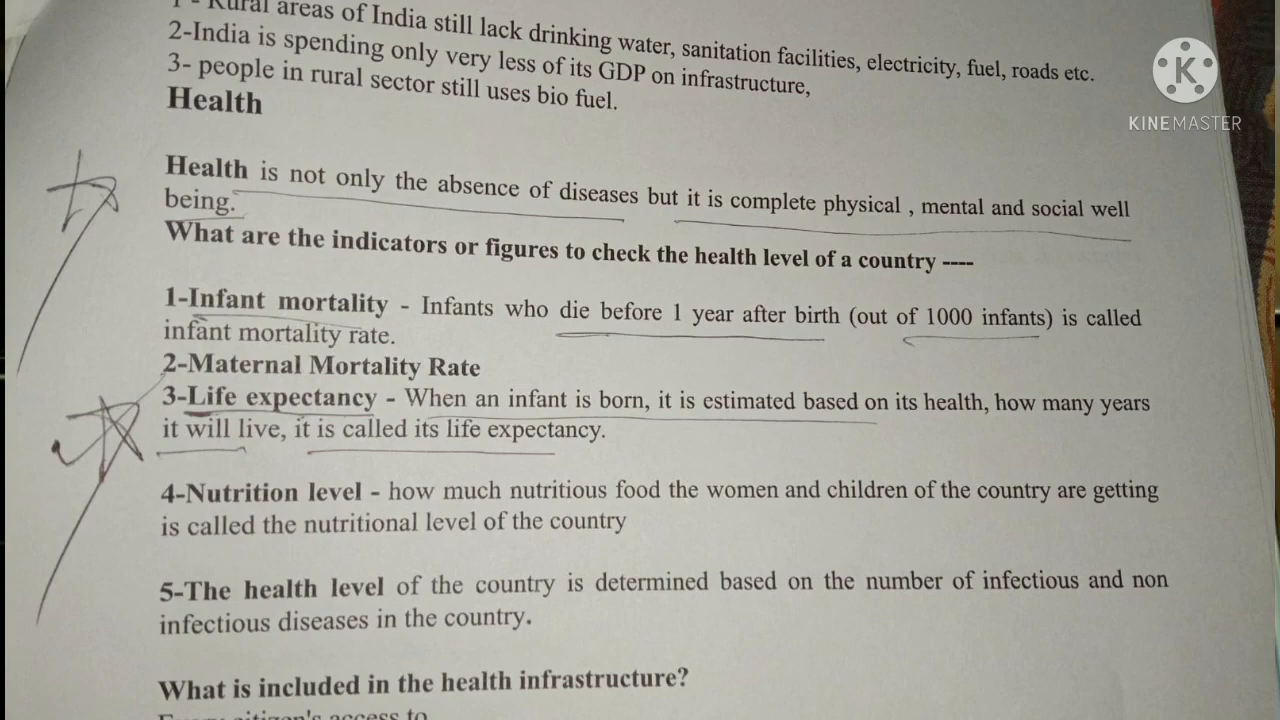 Rural areas of India still lack drinking water, sanitation facilities, electricity, fuel, roads etc.
2-India is spending only very less of its GDP on infrastructure,
3- people in rural sector still uses bio fuel.
Health
Health is not only the absence of diseases but it is complete physical , mental and social well
being.
What are the indicators or figures to check the health level of a country ----
1-Infant mortality - Infants who die before 1 year after birth (out of 1000 infants) is called
infant mortality rate.
2-Maternal Mortality Rate
3-Life expectancy - When an infant is born, it is estimated based on its health, how many years
it will live, it is called its life expectancy.
4-Nutrition level - how much nutritious food the women and children of the country are getting
is called the nutritional level of the country
5-The health level of the country is determined based on the number of infectious and non
infectious diseases in the country.
What is included in the health infrastructure?
citizen's access to
K
KINEMASTER